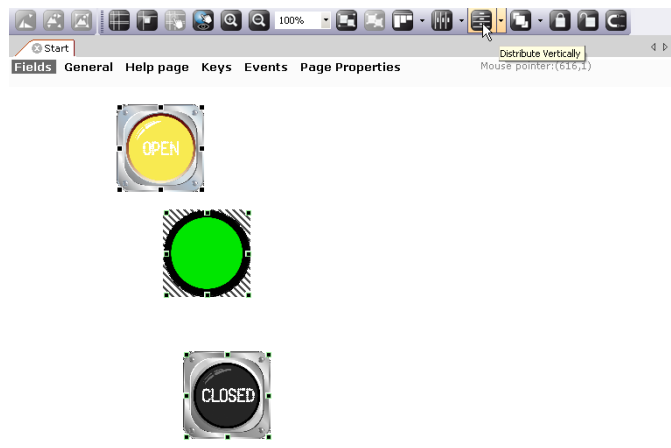 100%
Start
Distribute Vertically
Fields General Help page Keys Events Page Properties
Mouse pointer:(616,1)
OPEN
CLOSED